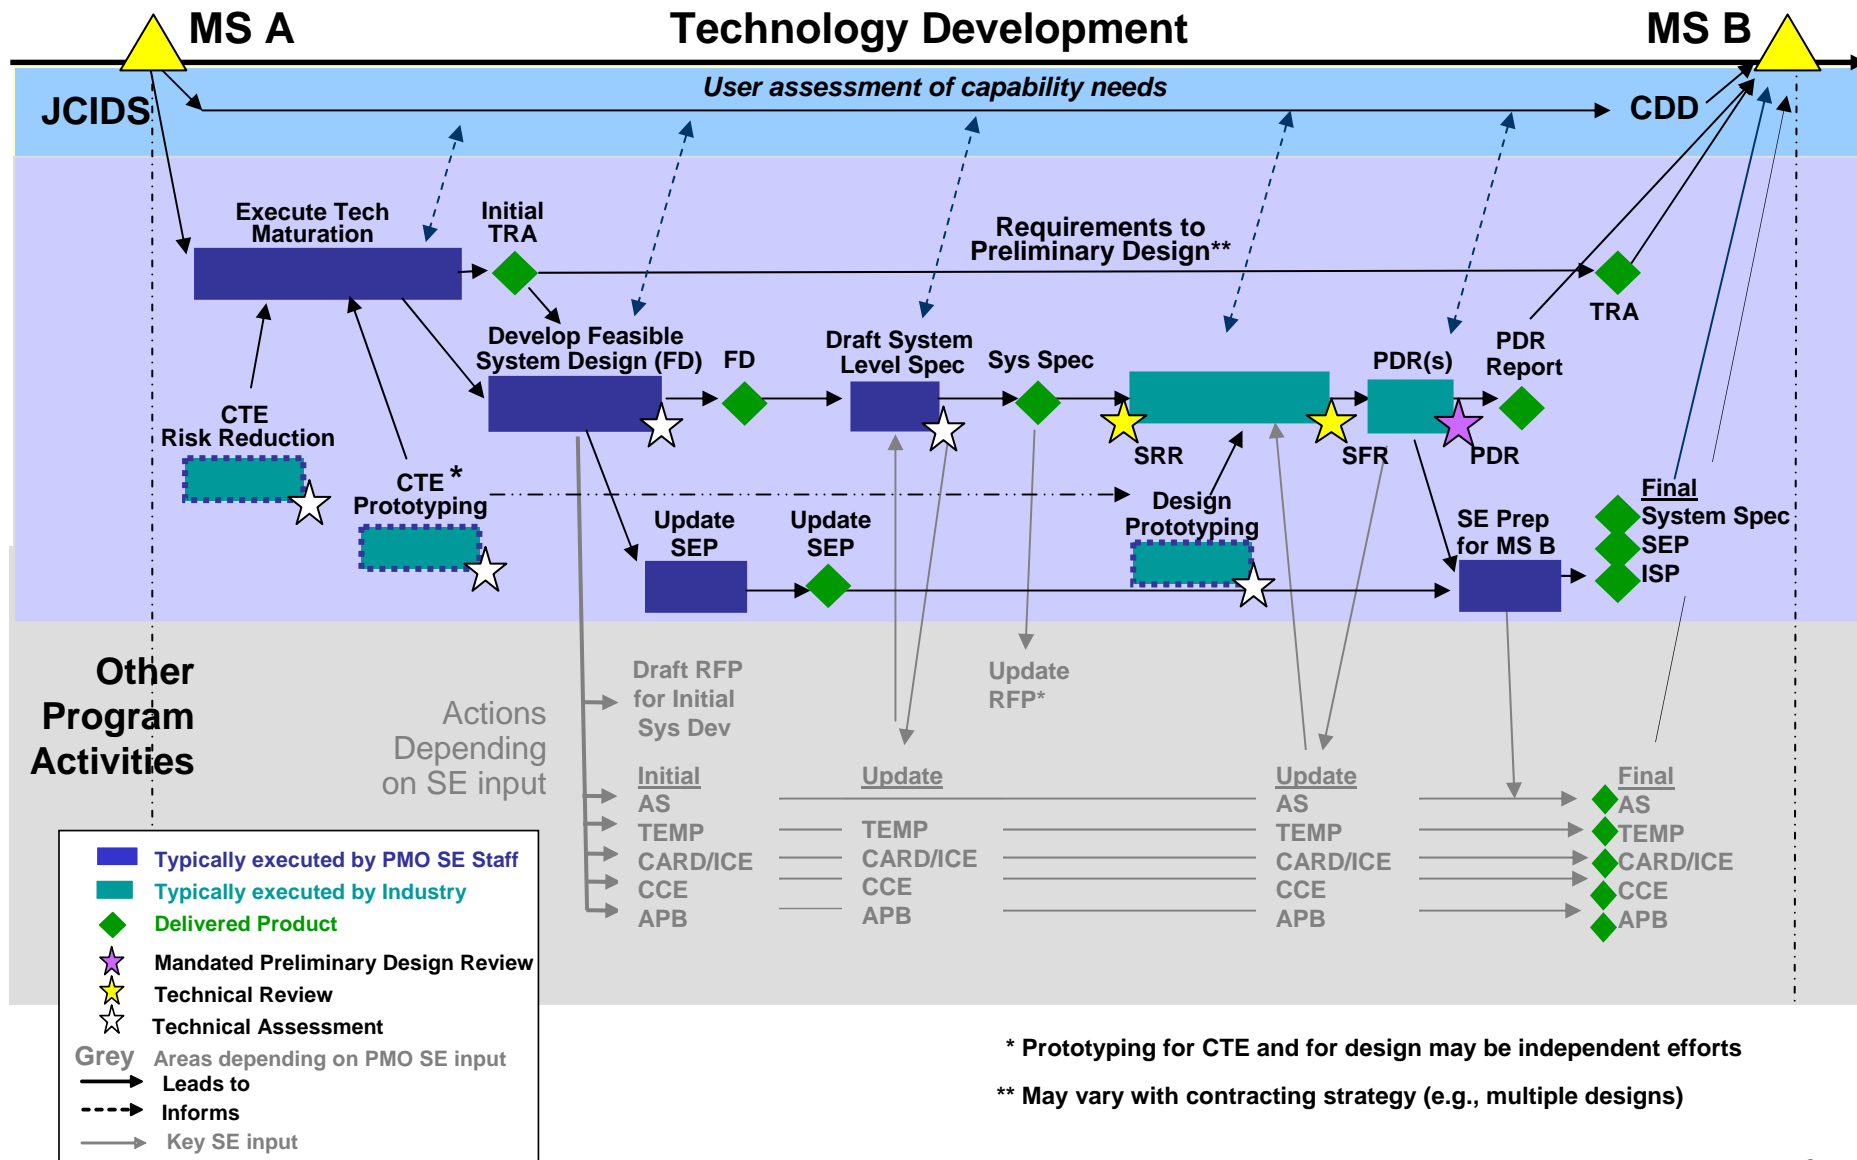 MS A
Technology Development
MS B
User assessment of capability needs
JCIDS
CDD
Execute Tech
Maturation
Initial
TRA
Requirements to
Preliminary Design**
TRA
Develop Feasible
System Design (FD)
FD
Draft System
Level Spec
Sys Spec
PDR(s)
PDR
Report
SRR
SFR
PDR
CTE
Risk Reduction
CTE *
Prototyping
Design
Prototyping
Update
SEP
Update
SEP
SE Prep
for MS B
Final
System Spec
SEP
ISP
Other
Program
Activities
Actions
Depending
on SE input
Draft RFP
for Initial
Sys Dev
Update
RFP*
Initial
AS
TEMP
CARD/ICE
CCE
APB
Update
TEMP
CARD/ICE
CCE
APB
Update
AS
TEMP
CARD/ICE
CCE
APB
Final
AS
TEMP
CARD/ICE
CCE
APB
Typically executed by PMO SE Staff
Typically executed by Industry
Delivered Product
Mandated Preliminary Design Review
Technical Review
Technical Assessment
Grey Areas depending on PMO SE input
Leads to
Informs
Key SE input
* Prototyping for CTE and for design may be independent efforts
** May vary with contracting strategy (e.g., multiple designs)